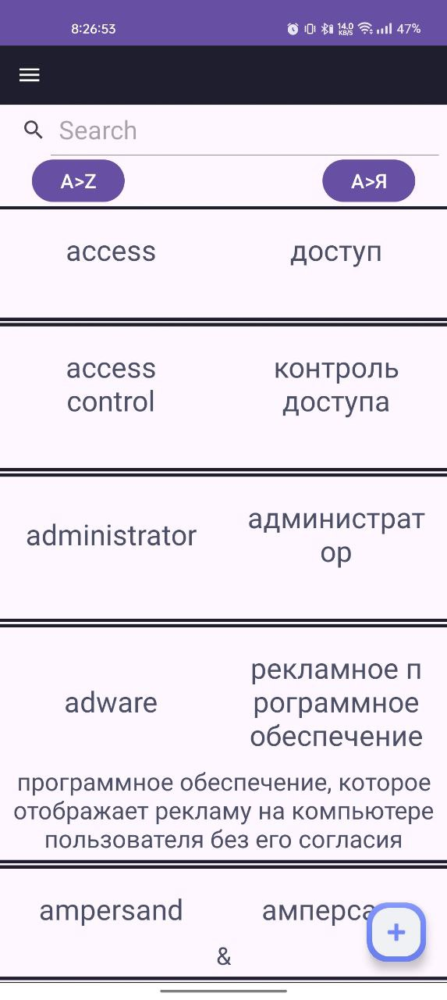 8:26:53 14.0 KB/S 47%
Search
A>Z A>Я
access доступ
access контроль
control доступа
administrator администрат
ор
рекламное п
adware рограммное
обеспечение
программное обеспечение, которое
отображает рекламу на компьютере
пользователя без его согласия
ampersand амперса
&
+